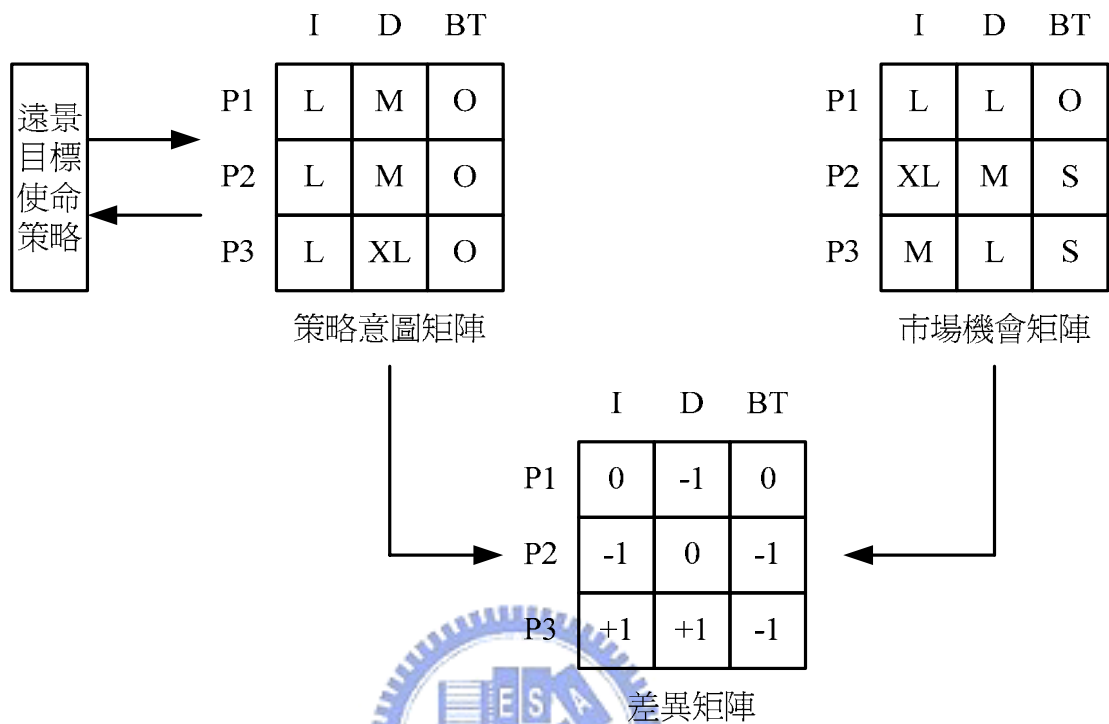 I D BT I D BT
遠景
目標
使命
策略
P1 L M O
P2 L M O
P3 L XL O
策略意圖矩陣
P1 L L O
P2 XL M S
P3 M L S
市場機會矩陣
I D BT
P1 0 -1 0
P2 -1 0 -1
P3 +1 +1 -1
差異矩陣
E S A